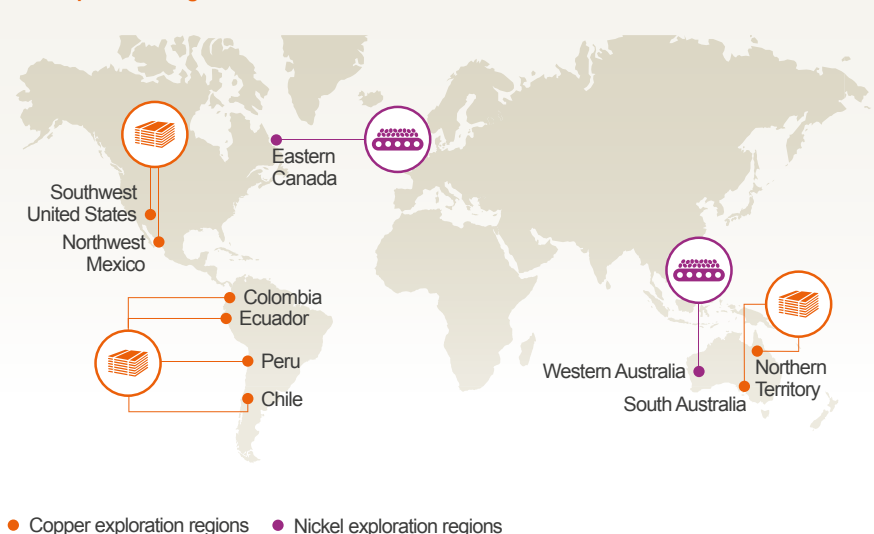 Eastern
Canada
Southwest
United States
Northwest
Mexico
Colombia
Ecuador
Peru
Chile
Western Australia
South Australia
Northern
Territory
Copper exploration regions
Nickel exploration regions